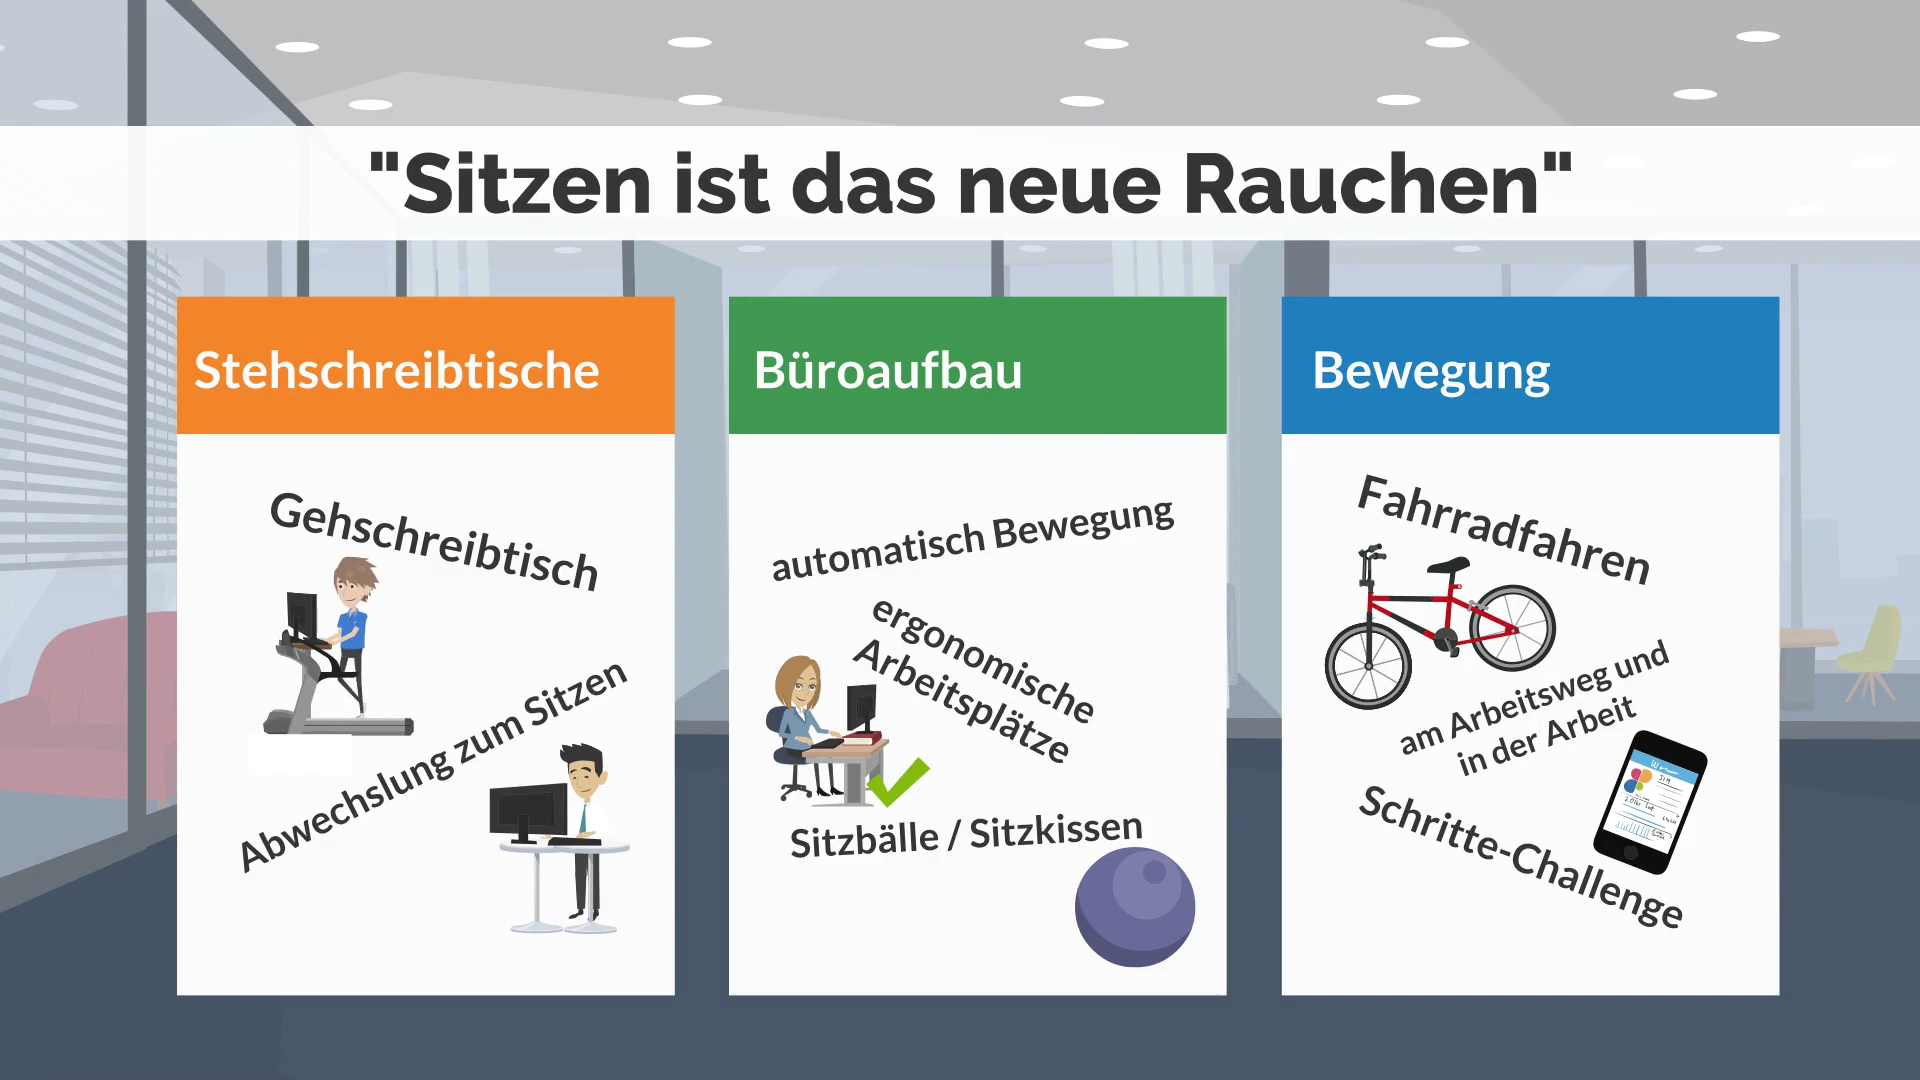 "Sitzen ist das neue Rauchen"
Stehschreibtische
Gehschreibtisch
Abwechslung zum Sitzen
Büroaufbau
automatisch Bewegung
ergonomische
Arbeitsplätze
Sitzbälle / Sitzkissen
Bewegung
Fahrradfahren
am Arbeitsweg und
in der Arbeit
Schritte-Challenge